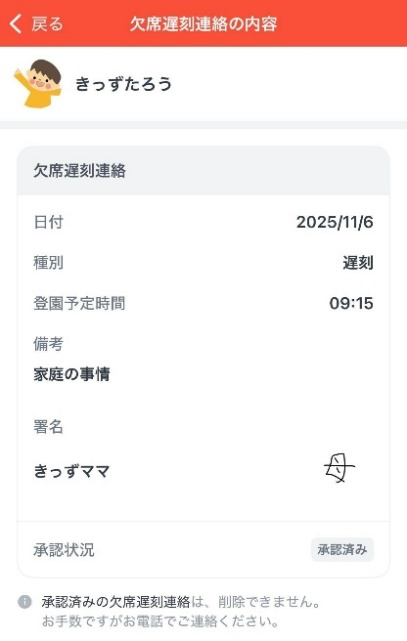 戻る
欠席遅刻連絡の内容
きっずたろう
欠席遅刻連絡
日付 2025/11/6
種別 遅刻
登園予定時間 09:15
備考
家庭の事情
署名
きっずママ 母
承認状況 承認済み
承認済みの欠席遅刻連絡は、削除できません。
お手数ですがお電話でご連絡ください。